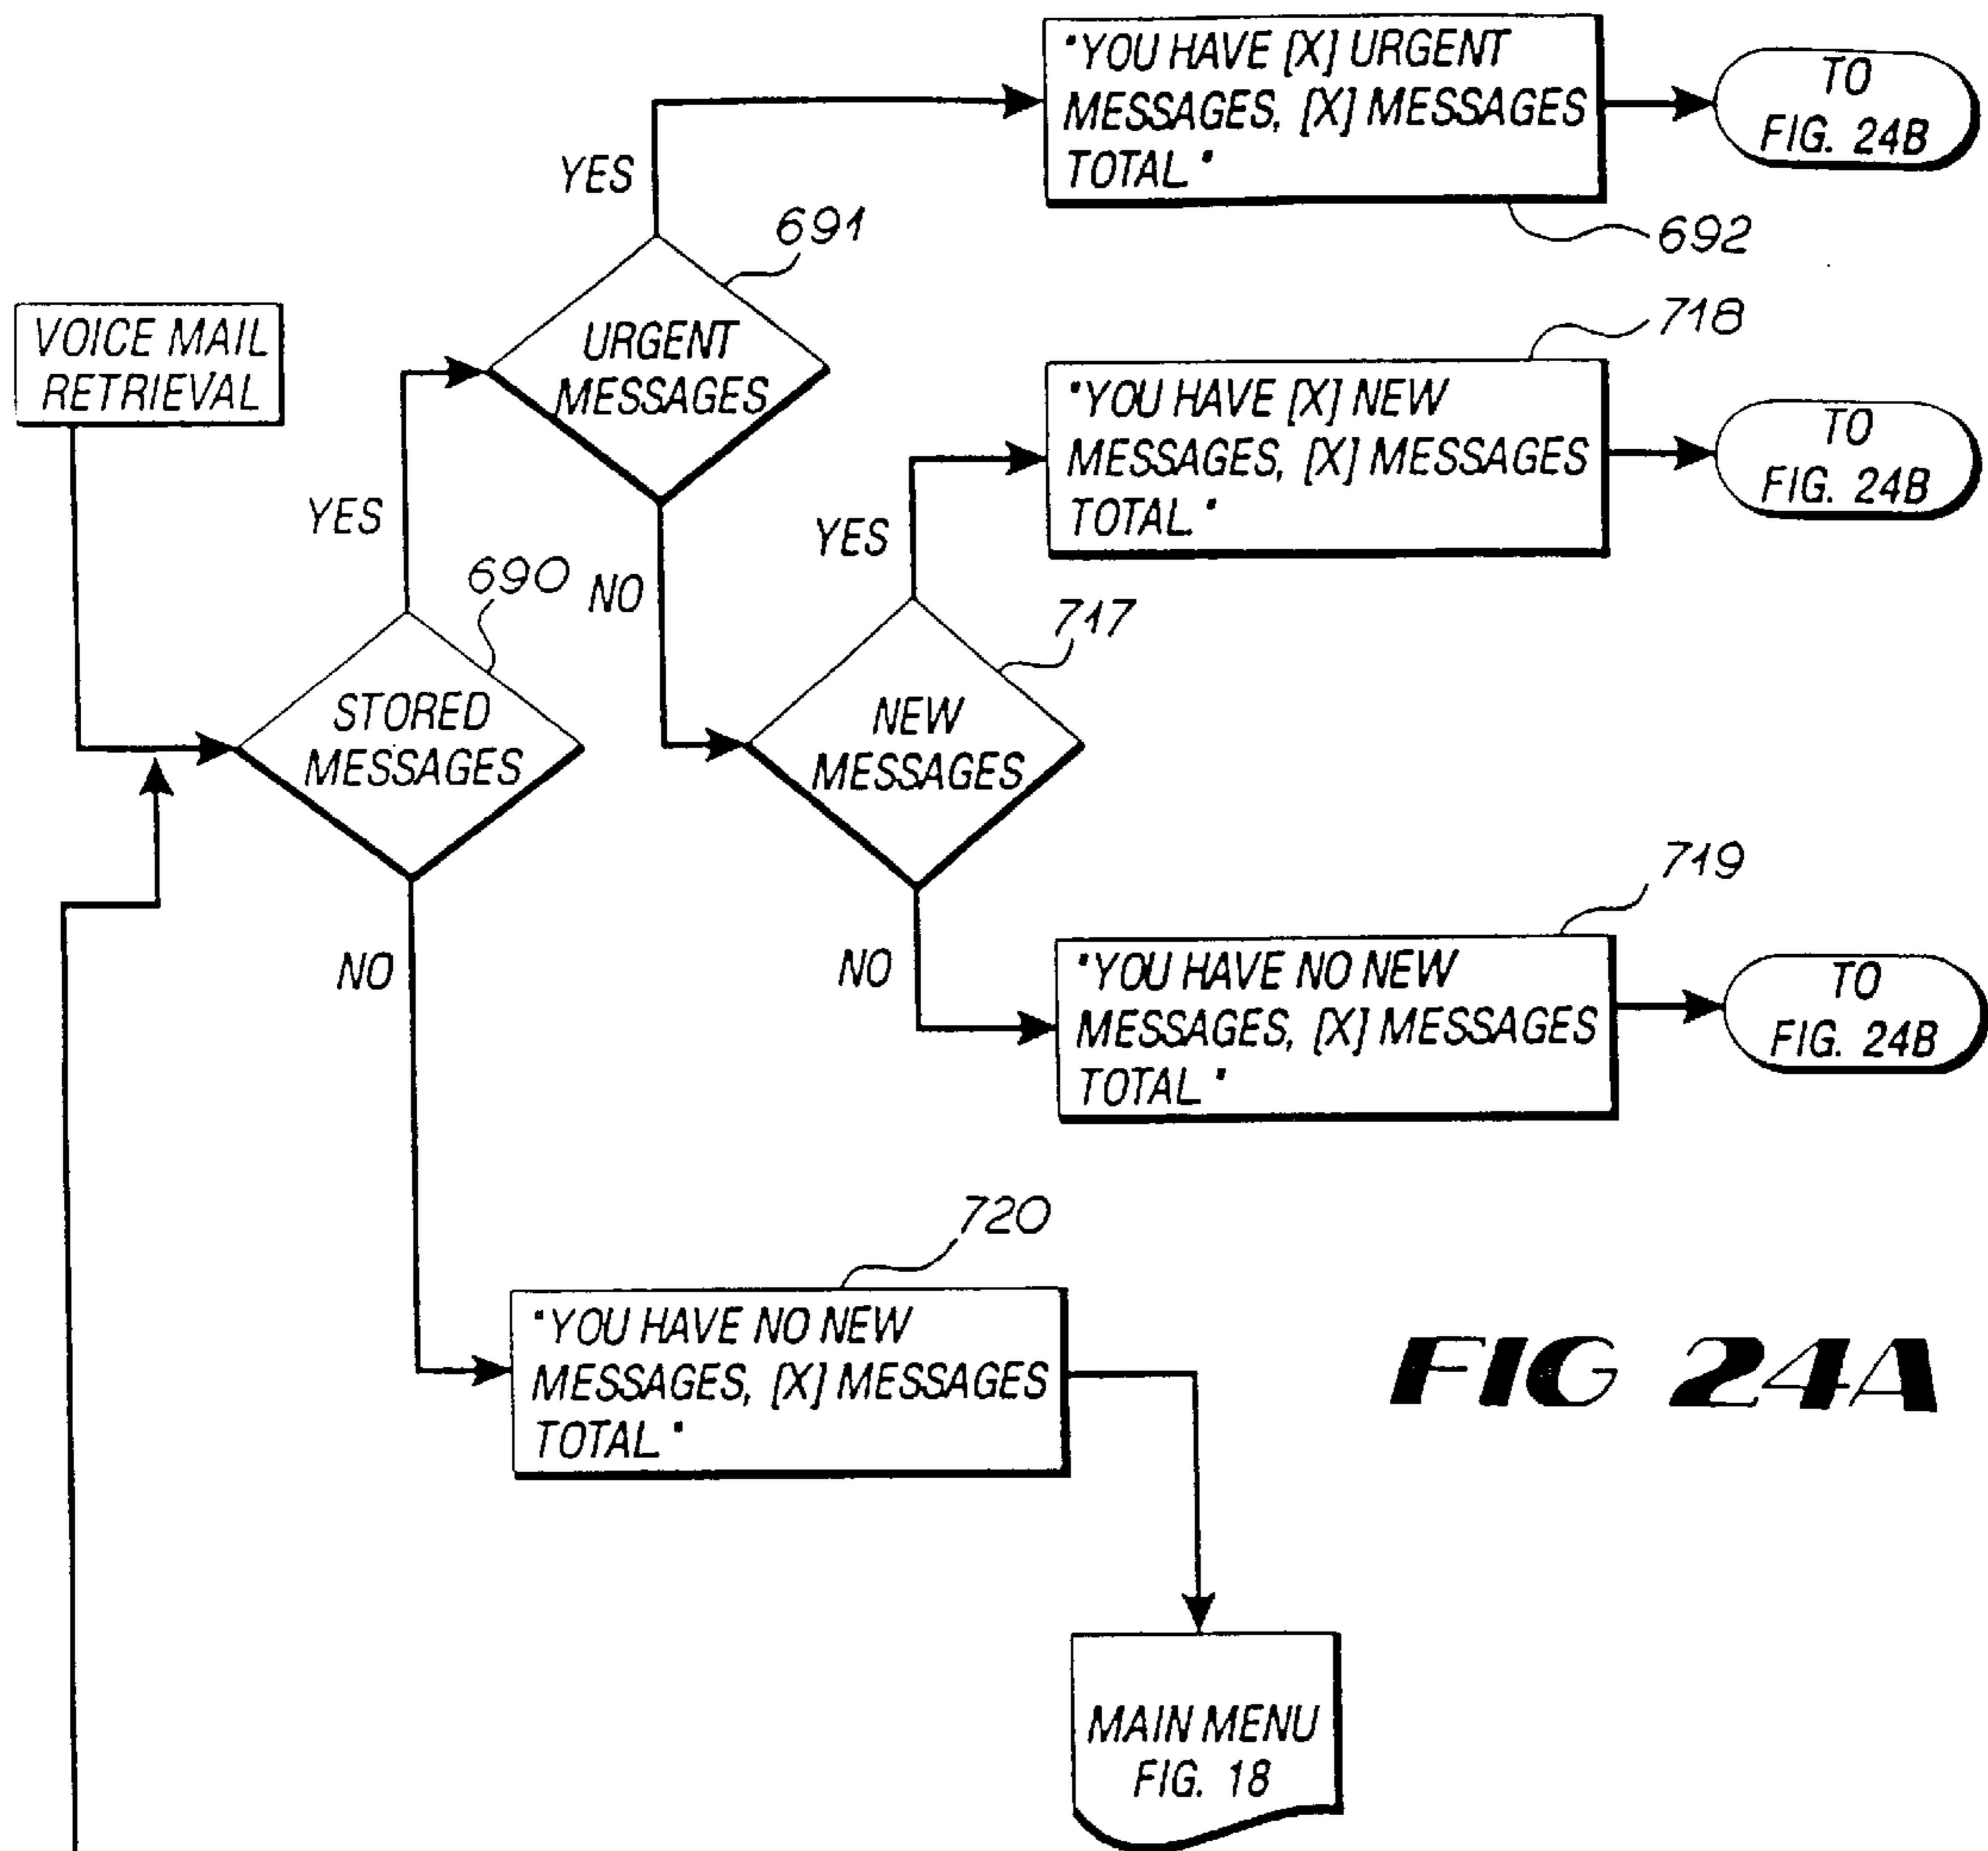 "YOU HAVE [X] URGENT
MESSAGES, [X] MESSAGES
TOTAL."
TO
FIG. 24B
692
691
URGENT
MESSAGES
YES
VOICE MAIL
RETRIEVAL
718
"YOU HAVE [X] NEW
MESSAGES, [X] MESSAGES
TOTAL."
TO
FIG. 24B
YES
690
STORED
MESSAGES
NO
YES
717
NEW
MESSAGES
719
NO
"YOU HAVE NO NEW
MESSAGES, [X] MESSAGES
TOTAL."
TO
FIG. 24B
NO
720
"YOU HAVE NO NEW
MESSAGES, [X] MESSAGES
TOTAL."
FIG 24A
MAIN MENU
FIG. 18